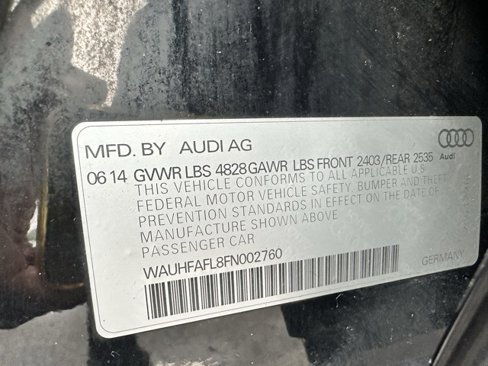 MFD. BY AUDI AG
06 14 GVWR LBS 4828 GAWR LBS FRONT 2403/REAR 2535
Audi
THIS VEHICLE CONFORMS TO ALL APPLICABLE U.S.
FEDERAL MOTOR VEHICLE SAFETY, BUMPER AND THEFT
PREVENTION STANDARDS IN EFFECT ON THE DATE OF
MANUFACTURE SHOWN ABOVE
PASSENGER CAR
WAUHFAFL8FN002760
GERMANY